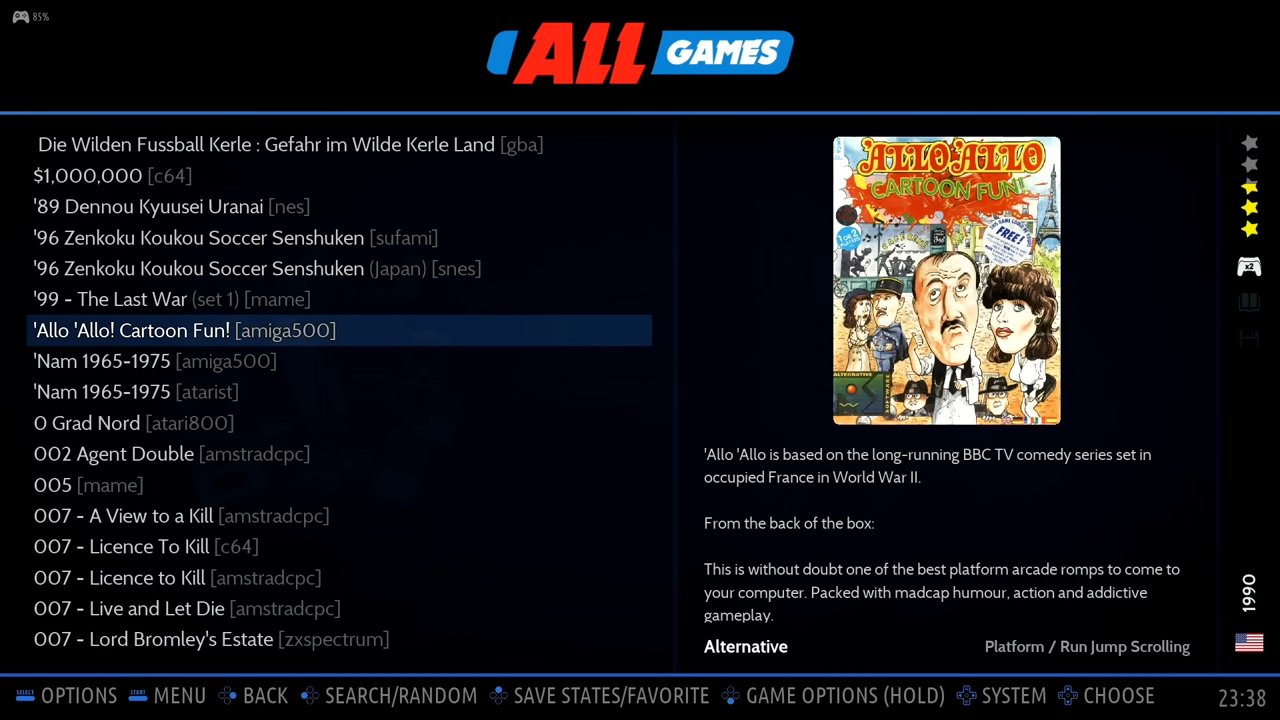 85%
ALL GAMES
Die Wilden Fussball Kerle : Gefahr im Wilde Kerle Land [gba]
$1,000,000 [c64]
'89 Dennou Kyuusei Uranai [nes]
'96 Zenkoku Koukou Soccer Senshuken [sufami]
'96 Zenkoku Koukou Soccer Senshuken (Japan) [snes]
'99 - The Last War (set 1) [mame]
'Allo 'Allo! Cartoon Fun! [amiga500]
'Nam 1965-1975 [amiga500]
'Nam 1965-1975 [atarist]
0 Grad Nord [atari800]
002 Agent Double [amstradcpc]
005 [mame]
007 - A View to a Kill [amstradcpc]
007 - Licence To Kill [c64]
007 - Licence to Kill [amstradcpc]
007 - Live and Let Die [amstradcpc]
007 - Lord Bromley's Estate [zxspectrum]
'ALLO 'ALLO
CARTOON FUN!
FREE!
1 OR 2
PLAYERS
ALTERNATIVE
SOFTWARE
'Allo 'Allo is based on the long-running BBC TV comedy series set in
occupied France in World War II.
From the back of the box:
This is without doubt one of the best platform arcade romps to come to
your computer. Packed with madcap humour, action and addictive
gameplay.
Alternative
Platform / Run Jump Scrolling
x2
1990
SELECT OPTIONS START MENU BACK SEARCH/RANDOM SAVE STATES/FAVORITE GAME OPTIONS (HOLD) SYSTEM CHOOSE 23:38